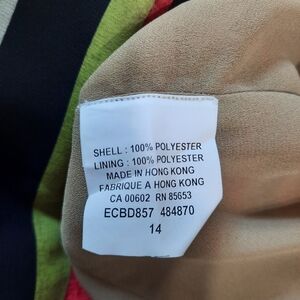 SHELL : 100% POLYESTER
LINING : 100% POLYESTER
MADE IN HONG KONG
FABRIQUE A HONG KONG
CA 00602 RN 85653
ECBD857 484870
14